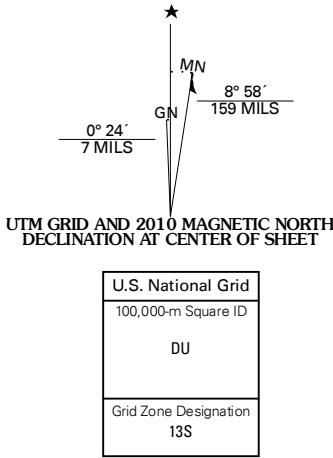 ★
MN
8° 58´
159 MILS
GN
0° 24´
7 MILS
UTM GRID AND 2010 MAGNETIC NORTH
DECLINATION AT CENTER OF SHEET
U.S. National Grid
100,000-m Square ID
DU
Grid Zone Designation
13S